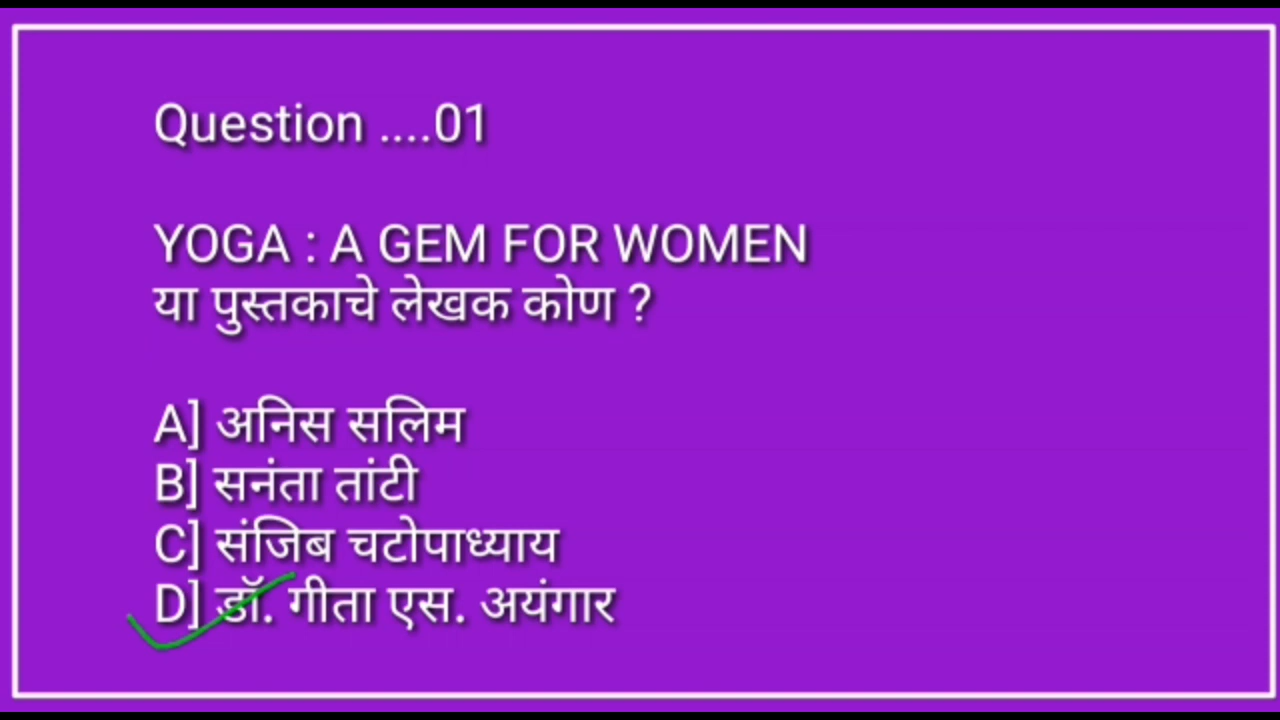 Question ....01
YOGA : A GEM FOR WOMEN
या पुस्तकाचे लेखक कोण ?
A] अनिस सलिम
B] सनंता तांटी
C] संजिब चटोपाध्याय
D] डॉ. गीता एस. अयंगार